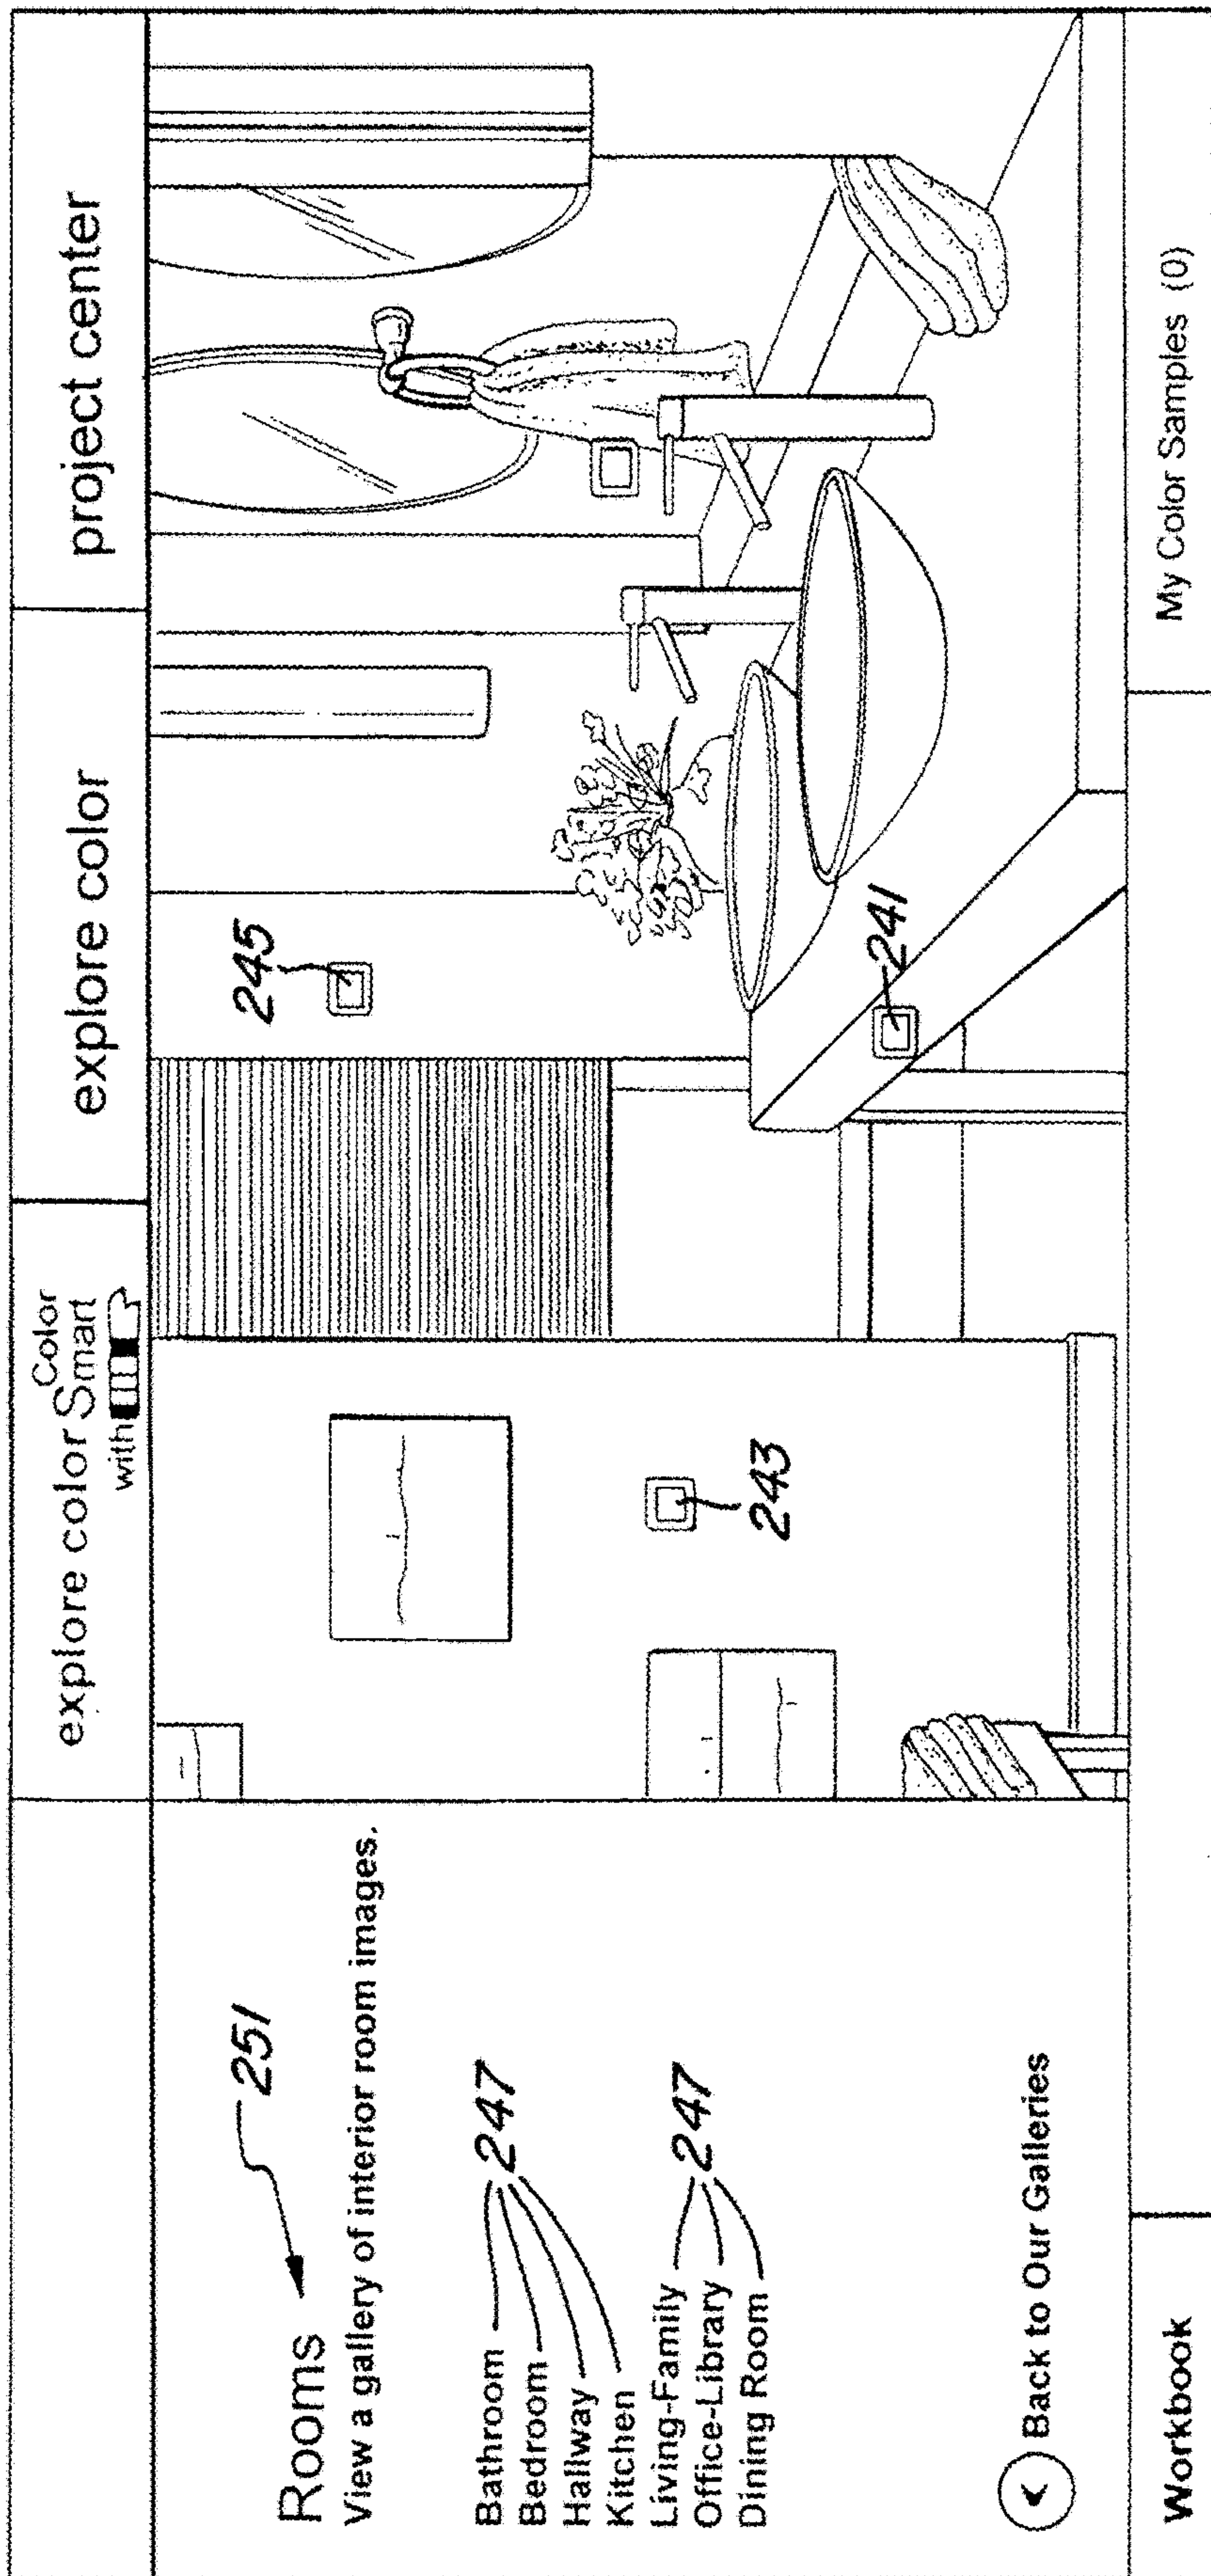 explore color
Color
Smart
with
explore color
project center
Rooms
251
View a gallery of interior room images.
Bathroom
Bedroom
Hallway
Kitchen
247
Living-Family
Office-Library
Dining Room
247
Back to Our Galleries
245
243
241
Workbook
My Color Samples (0)